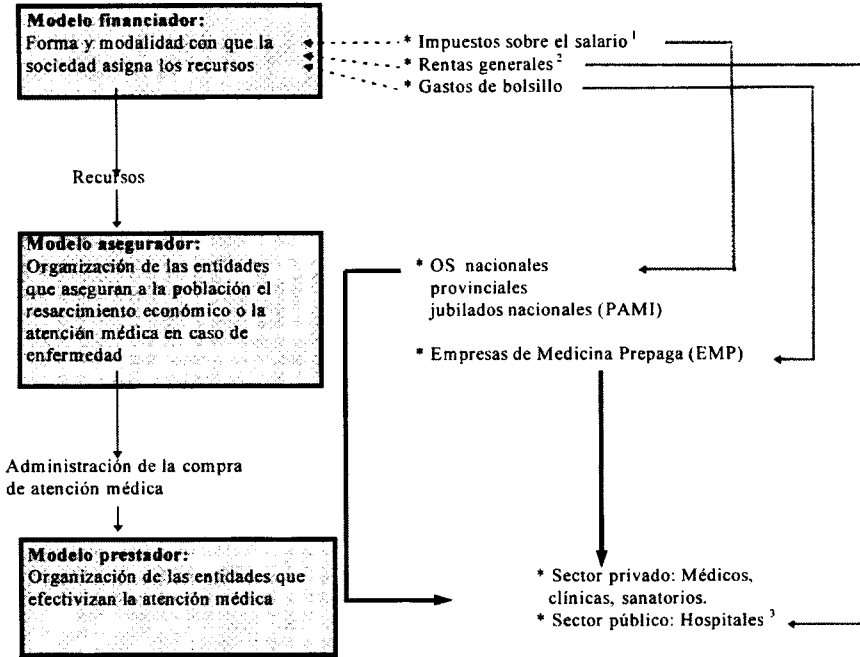 Modelo financiador:
Forma y modalidad con que la
sociedad asigna los recursos
* Impuestos sobre el salario 1
* Rentas generales 2
* Gastos de bolsillo
Recursos
Modelo asegurador:
Organización de las entidades
que aseguran a la población el
resarcimiento económico o la
atención médica en caso de
enfermedad
* OS nacionales
provinciales
jubilados nacionales (PAMI)
* Empresas de Medicina Prepaga (EMP)
Administración de la compra
de atención médica
Modelo prestador:
Organización de las entidades que
efectivizan la atención médica
* Sector privado: Médicos,
clínicas, sanatorios.
* Sector público: Hospitales 3